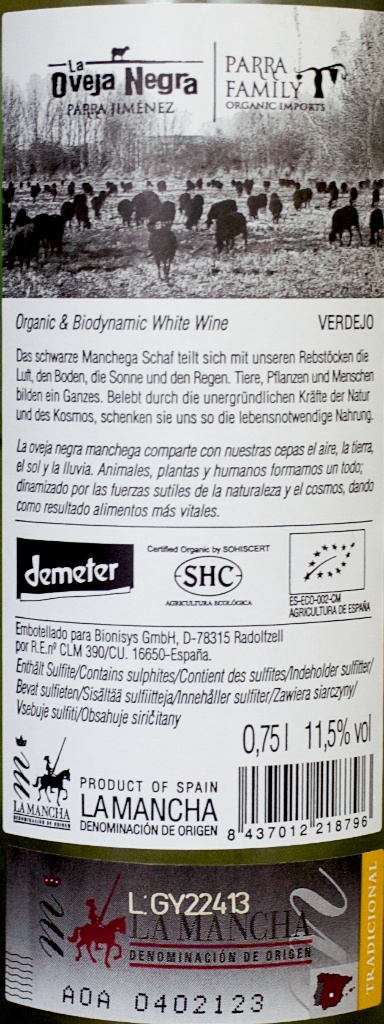 La
Oveja Negra
PARRA JIMÉNEZ
PARRA
FAMILY
ORGANIC IMPORTS
Organic & Biodynamic White Wine VERDEJO
Das schwarze Manchega Schaf teilt sich mit unseren Rebstöcken die
Luft, den Boden, die Sonne und den Regen. Tiere, Pflanzen und Menschen
bilden ein Ganzes. Belebt durch die unergründlichen Kräfte der Natur
und des Kosmos, schenken sie uns so die lebensnotwendige Nahrung.
La oveja negra manchega comparte con nuestras cepas el aire, la tierra,
el sol y la lluvia. Animales, plantas y humanos formamos un todo;
dinamizado por las fuerzas sutiles de la naturaleza y el cosmos, dando
como resultado alimentos más vitales.
demeter
Certified Organic by SOHISCERT
SHC
AGRICULTURA ECOLÓGICA
ES-ECO-002-CM
AGRICULTURA DE ESPAÑA
Embotellado para Bionisys GmbH, D-78315 Radolfzell
por R.E.nº CLM 390/CU. 16650-España.
Enthält Sulfite/Contains sulphites/Contient des sulfites/Indeholder sulfitter/
Bevat sulfieten/Sisältää sulfiitteja/Innehåller sulfiter/Zawiera siarczyny/
Vsebuje sulfiti/Obsahuje siričitany
0,75 l 11,5% vol
m
LA MANCHA
DENOMINACIÓN DE ORIGEN
PRODUCT OF SPAIN
LA MANCHA
DENOMINACIÓN DE ORIGEN
8 437012 218796
m
L:GY22413
LA MANCHA
DENOMINACIÓN DE ORIGEN
m
TRADICIONAL
A0A 0402123